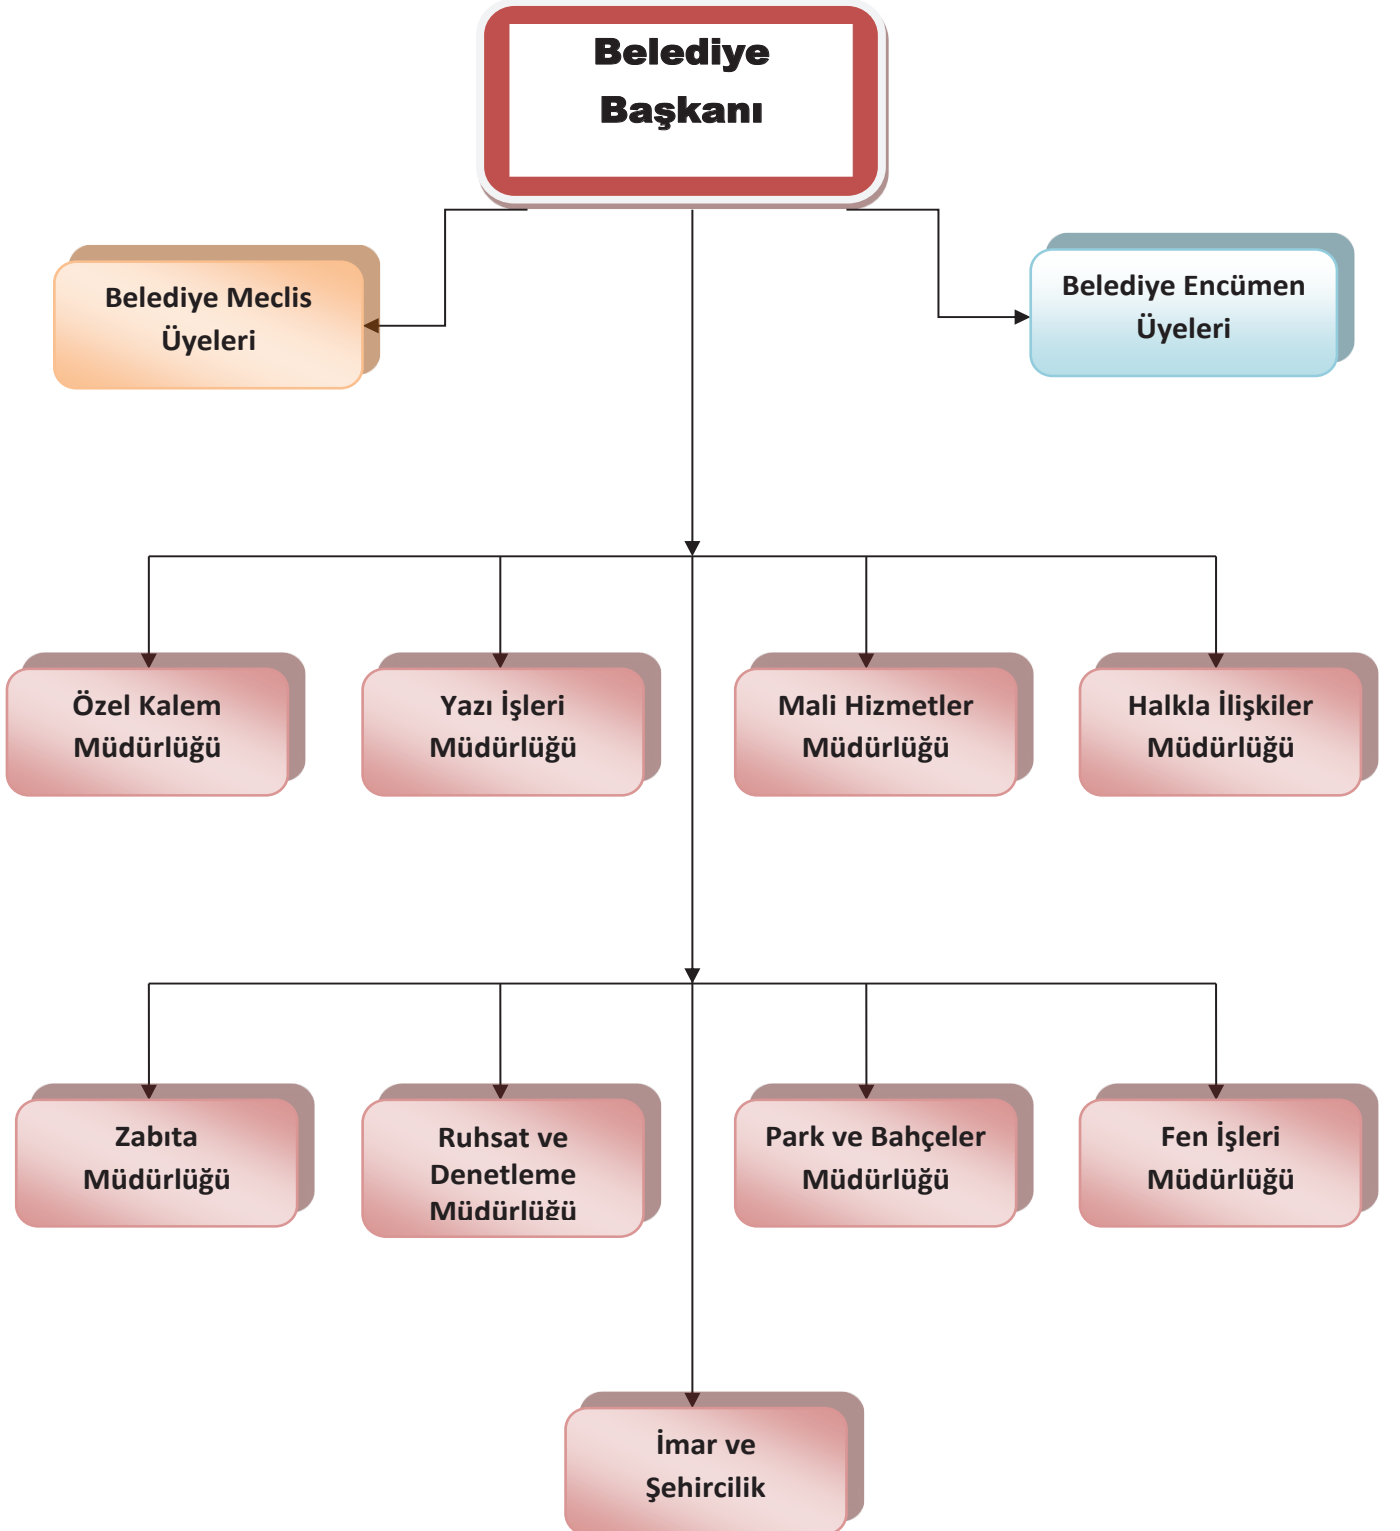 Belediye
Başkanı
Belediye Meclis
Üyeleri
Belediye Encümen
Üyeleri
Özel Kalem
Müdürlüğü
Yazı İşleri
Müdürlüğü
Mali Hizmetler
Müdürlüğü
Halkla İlişkiler
Müdürlüğü
Zabıta
Müdürlüğü
Ruhsat ve
Denetleme
Müdürlüğü
Park ve Bahçeler
Müdürlüğü
Fen İşleri
Müdürlüğü
İmar ve
Şehircilik